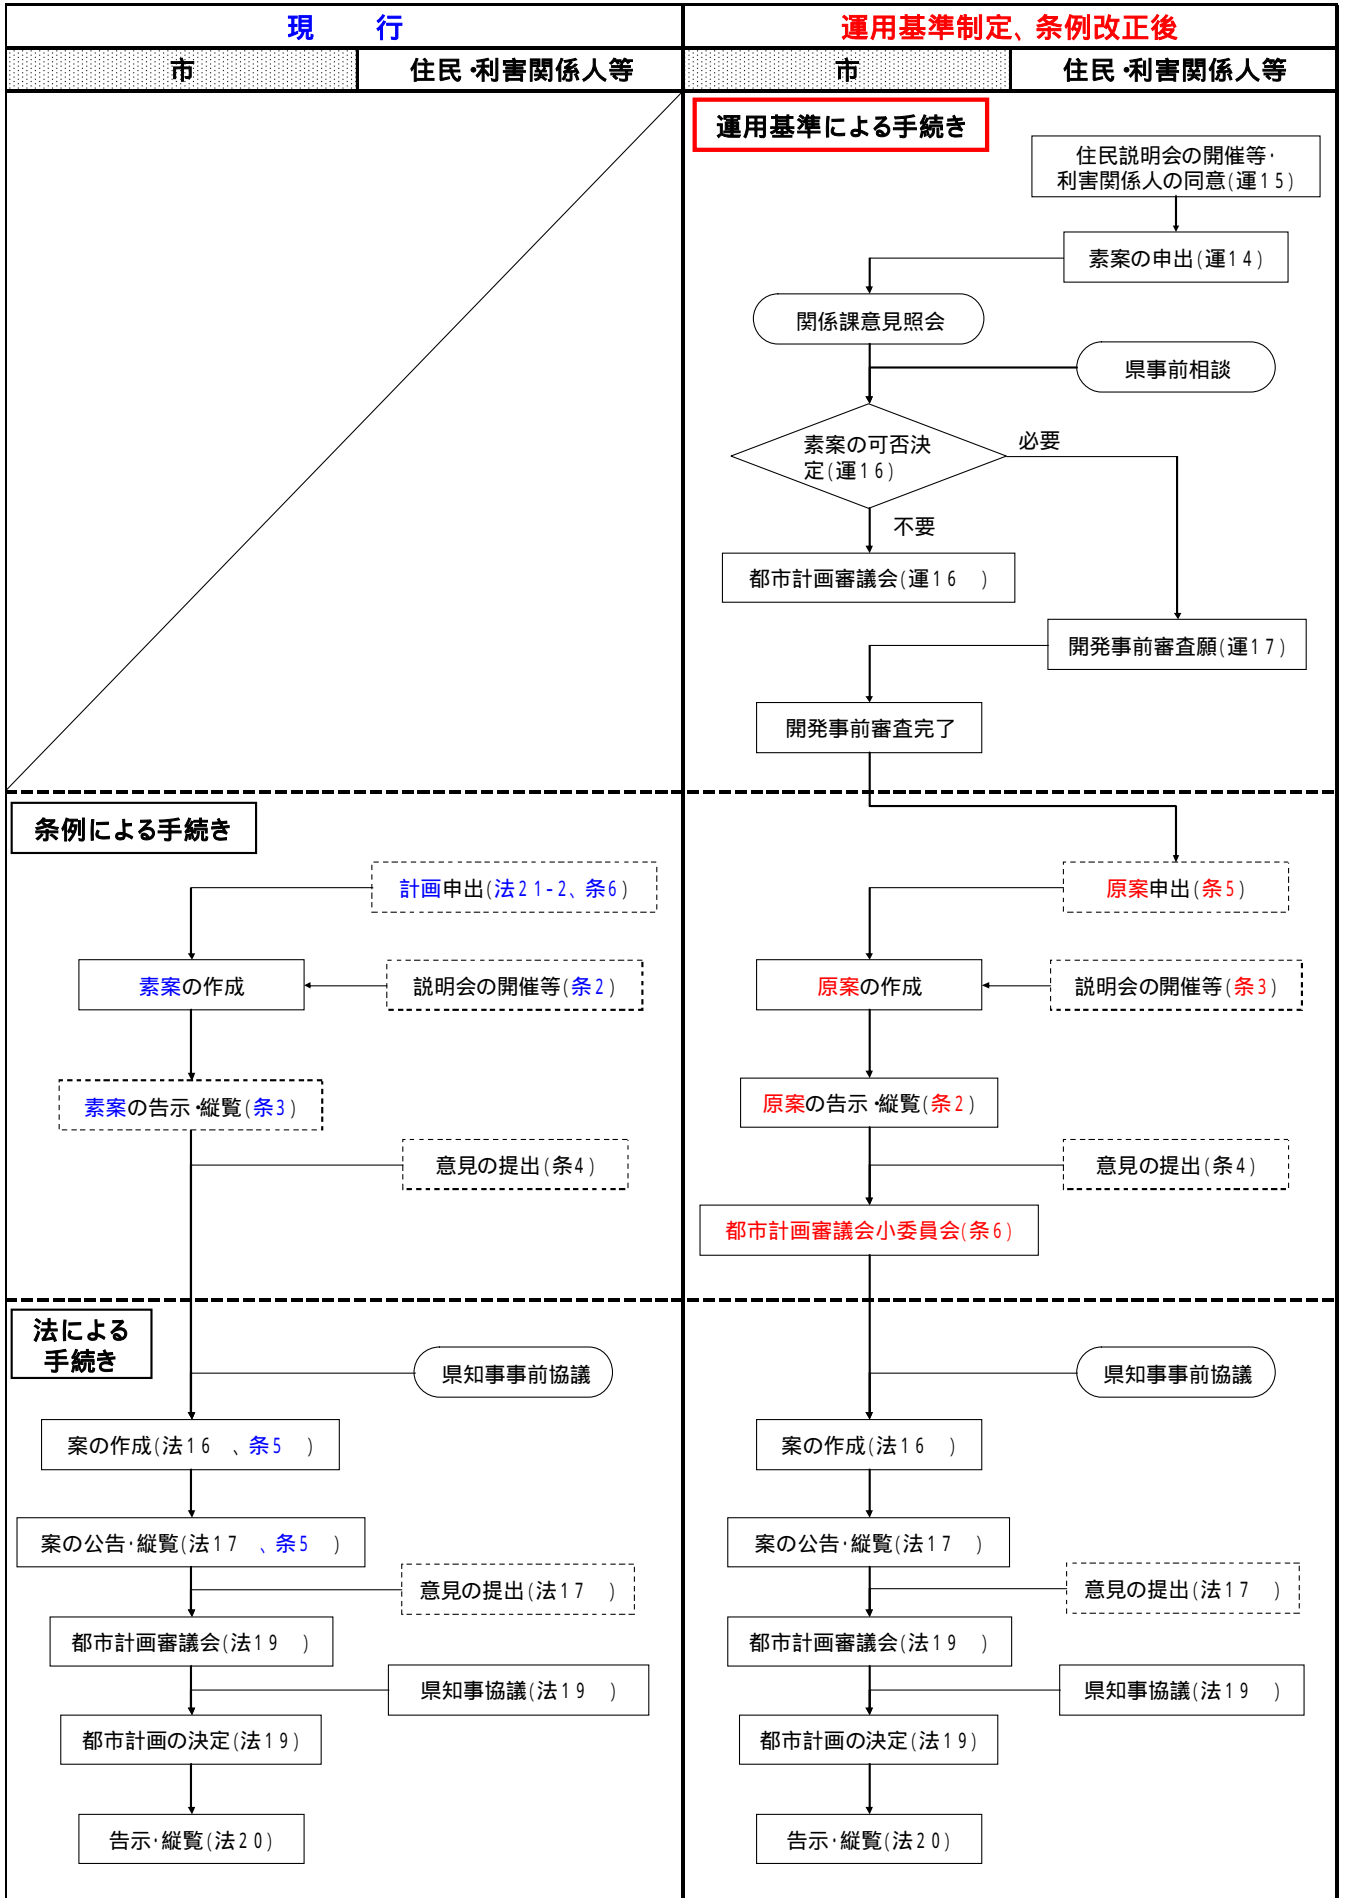 現　　行
運用基準制定、条例改正後
市
住民・利害関係人等
市
住民・利害関係人等
運用基準による手続き
住民説明会の開催等・
利害関係人の同意(運15)
素案の申出(運14)
関係課意見照会
県事前相談
素案の可否決
定(運16)
必要
不要
都市計画審議会(運16　)
開発事前審査願(運17)
開発事前審査完了
条例による手続き
計画申出(法21-2、条6)
素案の作成
説明会の開催等(条2)
素案の告示・縦覧(条3)
意見の提出(条4)
原案申出(条5)
原案の作成
説明会の開催等(条3)
原案の告示・縦覧(条2)
意見の提出(条4)
都市計画審議会小委員会(条6)
法による
手続き
県知事事前協議
案の作成(法16　、条5　)
案の公告・縦覧(法17　、条5　)
意見の提出(法17　)
都市計画審議会(法19　)
県知事協議(法19　)
都市計画の決定(法19)
告示・縦覧(法20)
県知事事前協議
案の作成(法16　)
案の公告・縦覧(法17　)
意見の提出(法17　)
都市計画審議会(法19　)
県知事協議(法19　)
都市計画の決定(法19)
告示・縦覧(法20)